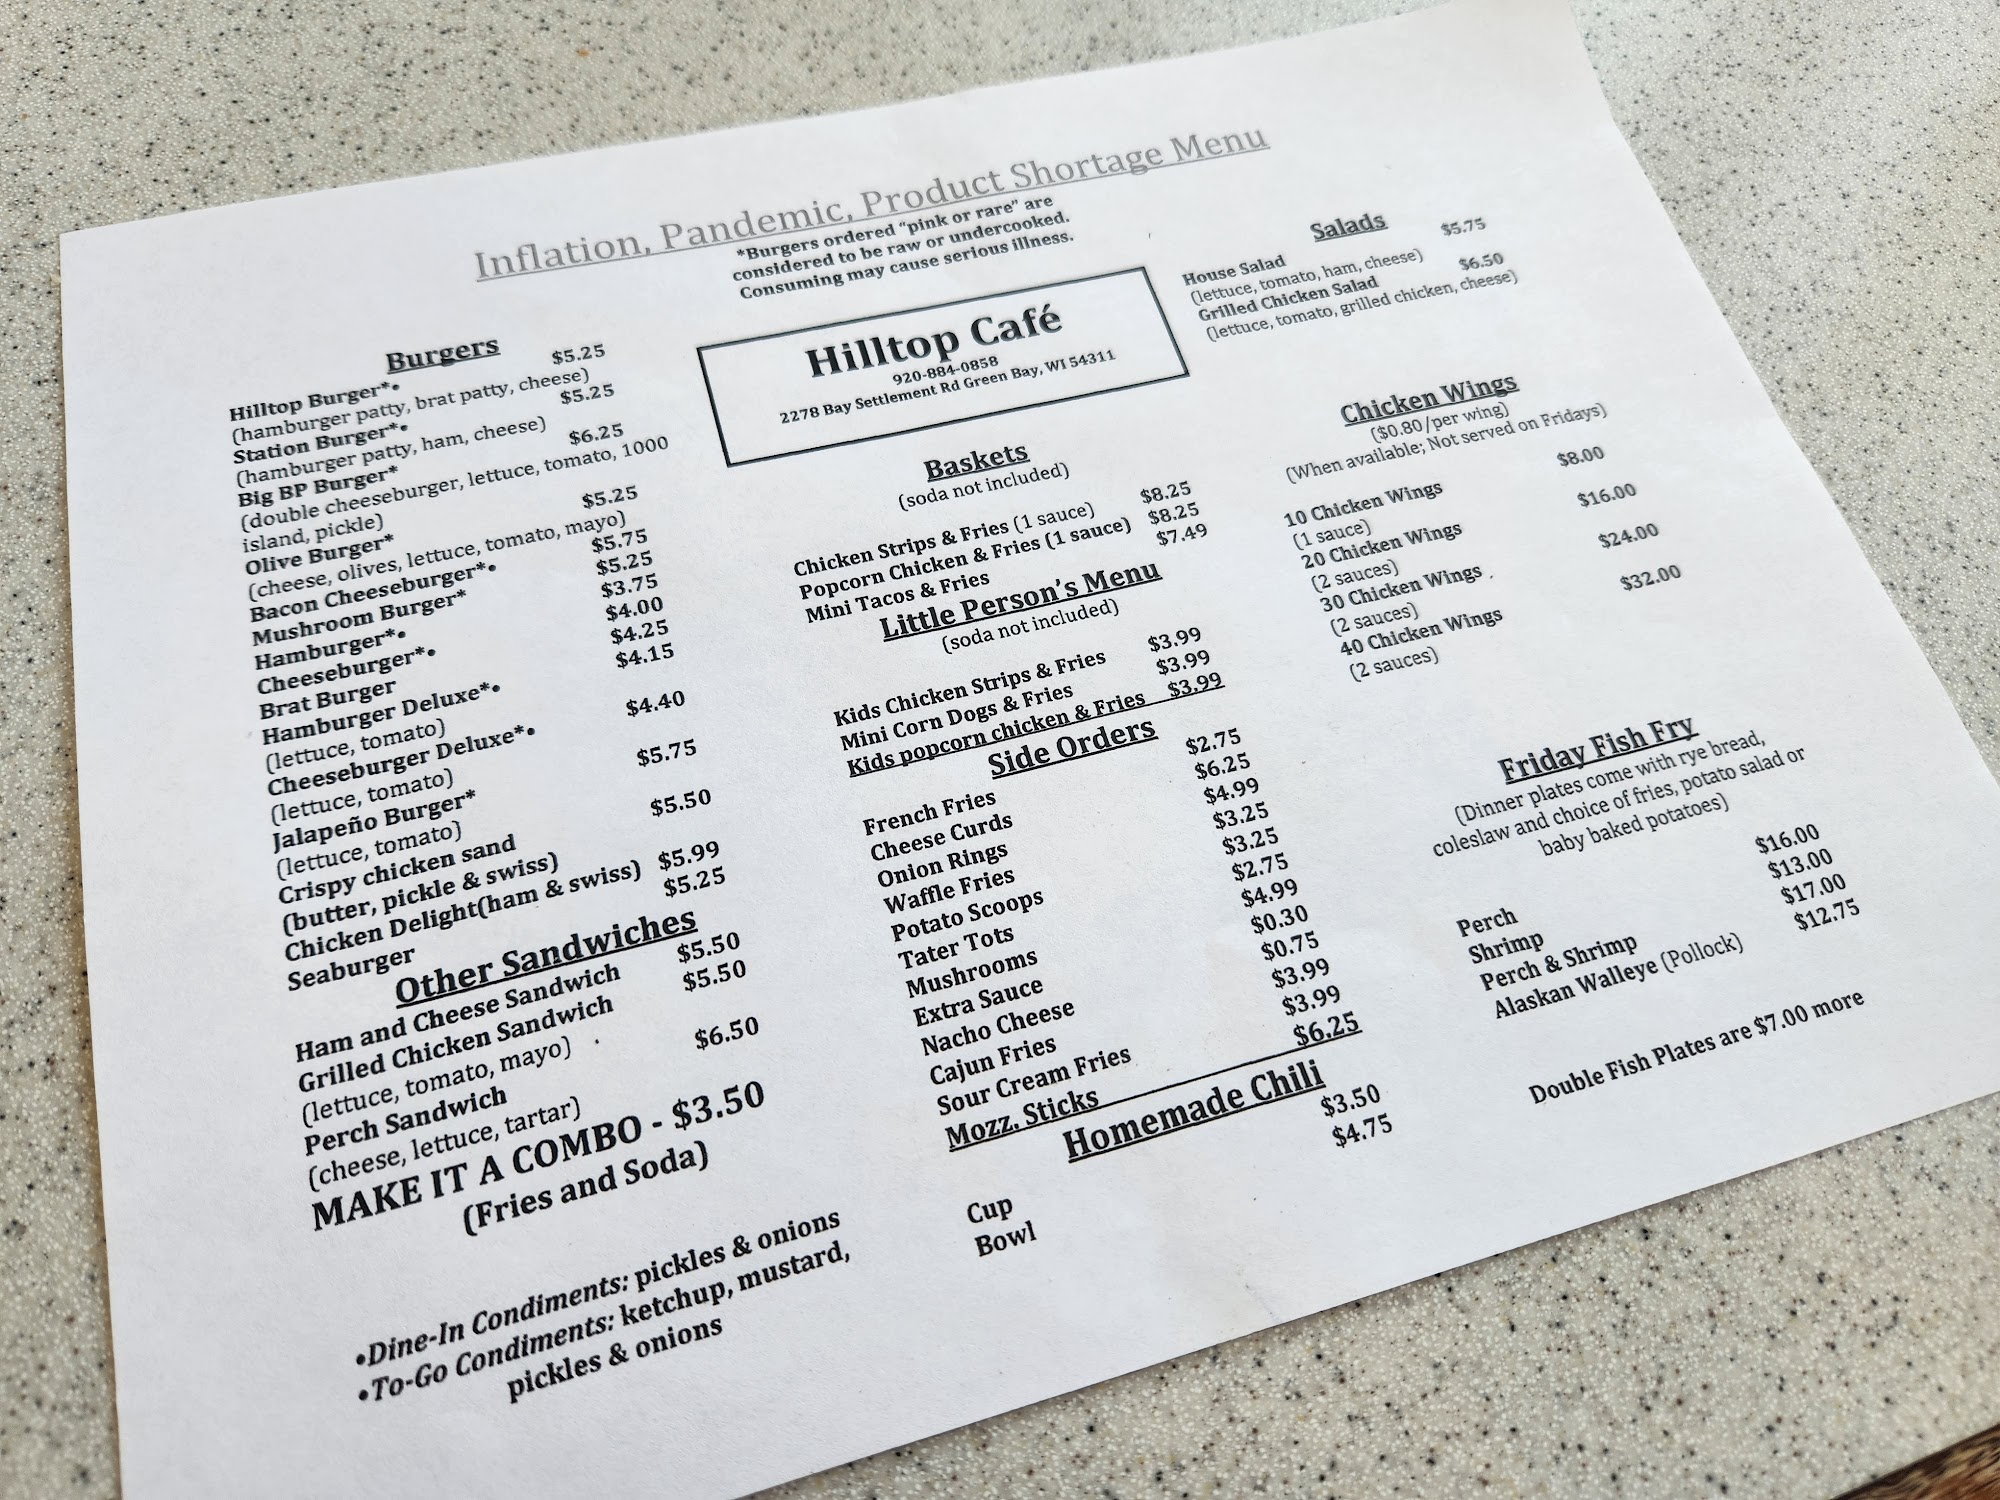 Inflation, Pandemic, Product Shortage Menu
*Burgers ordered "pink or rare" are
considered to be raw or undercooked.
Consuming may cause serious illness.
Hilltop Café
920-884-0858
2278 Bay Settlement Rd Green Bay, WI 54311
Burgers
Hilltop Burger*• $5.25
(hamburger patty, brat patty, cheese)
Station Burger*• $5.25
(hamburger patty, ham, cheese)
Big BP Burger* $6.25
(double cheeseburger, lettuce, tomato, 1000
island, pickle)
Olive Burger* $5.25
(cheese, olives, lettuce, tomato, mayo)
Bacon Cheeseburger*• $5.75
Mushroom Burger* $5.25
Hamburger*• $3.75
Cheeseburger*• $4.00
Brat Burger $4.25
Hamburger Deluxe*• $4.15
(lettuce, tomato)
Cheeseburger Deluxe*• $4.40
(lettuce, tomato)
Jalapeño Burger* $5.75
(lettuce, tomato)
Crispy chicken sand $5.50
(butter, pickle & swiss)
Chicken Delight(ham & swiss) $5.99
Seaburger $5.25
Other Sandwiches
Ham and Cheese Sandwich $5.50
Grilled Chicken Sandwich $5.50
(lettuce, tomato, mayo)
Perch Sandwich $6.50
(cheese, lettuce, tartar)
MAKE IT A COMBO - $3.50
(Fries and Soda)
•Dine-In Condiments: pickles & onions
•To-Go Condiments: ketchup, mustard,
pickles & onions
Baskets
(soda not included)
Chicken Strips & Fries (1 sauce) $8.25
Popcorn Chicken & Fries (1 sauce) $8.25
Mini Tacos & Fries $7.49
Little Person's Menu
(soda not included)
Kids Chicken Strips & Fries $3.99
Mini Corn Dogs & Fries $3.99
Kids popcorn chicken & Fries $3.99
Side Orders
French Fries $2.75
Cheese Curds $6.25
Onion Rings $4.99
Waffle Fries $3.25
Potato Scoops $3.25
Tater Tots $2.75
Mushrooms $4.99
Extra Sauce $0.30
Nacho Cheese $0.75
Cajun Fries $3.99
Sour Cream Fries $3.99
Mozz. Sticks $6.25
Homemade Chili
Cup $3.50
Bowl $4.75
Salads
House Salad $5.75
(lettuce, tomato, ham, cheese)
Grilled Chicken Salad $6.50
(lettuce, tomato, grilled chicken, cheese)
Chicken Wings
($0.80/per wing)
(When available; Not served on Fridays)
10 Chicken Wings $8.00
(1 sauce)
20 Chicken Wings $16.00
(2 sauces)
30 Chicken Wings $24.00
(2 sauces)
40 Chicken Wings $32.00
(2 sauces)
Friday Fish Fry
(Dinner plates come with rye bread,
coleslaw and choice of fries, potato salad or
baby baked potatoes)
Perch $16.00
Shrimp $13.00
Perch & Shrimp $17.00
Alaskan Walleye (Pollock) $12.75
Double Fish Plates are $7.00 more